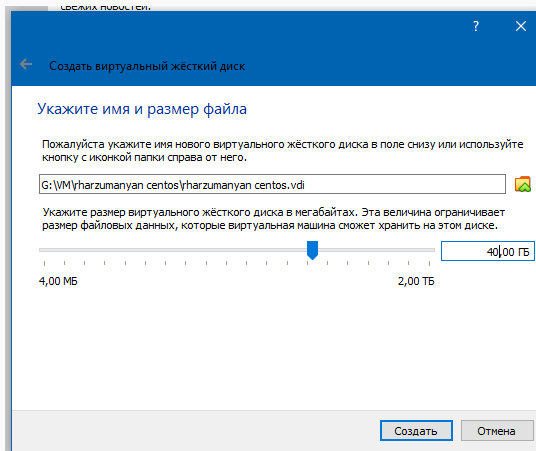 свежих новостей.
?
Создать виртуальный жёсткий диск
Укажите имя и размер файла
Пожалуйста укажите имя нового виртуального жёсткого диска в поле снизу или используйте
кнопку с иконкой папки справа от него.
G:\VM\rharzumanyan centos\rharzumanyan centos.vdi
Укажите размер виртуального жёсткого диска в мегабайтах. Эта величина ограничивает
размер файловых данных, которые виртуальная машина сможет хранить на этом диске.
40,00 ГБ
4,00 МБ 2,00 ТБ
Создать Отмена